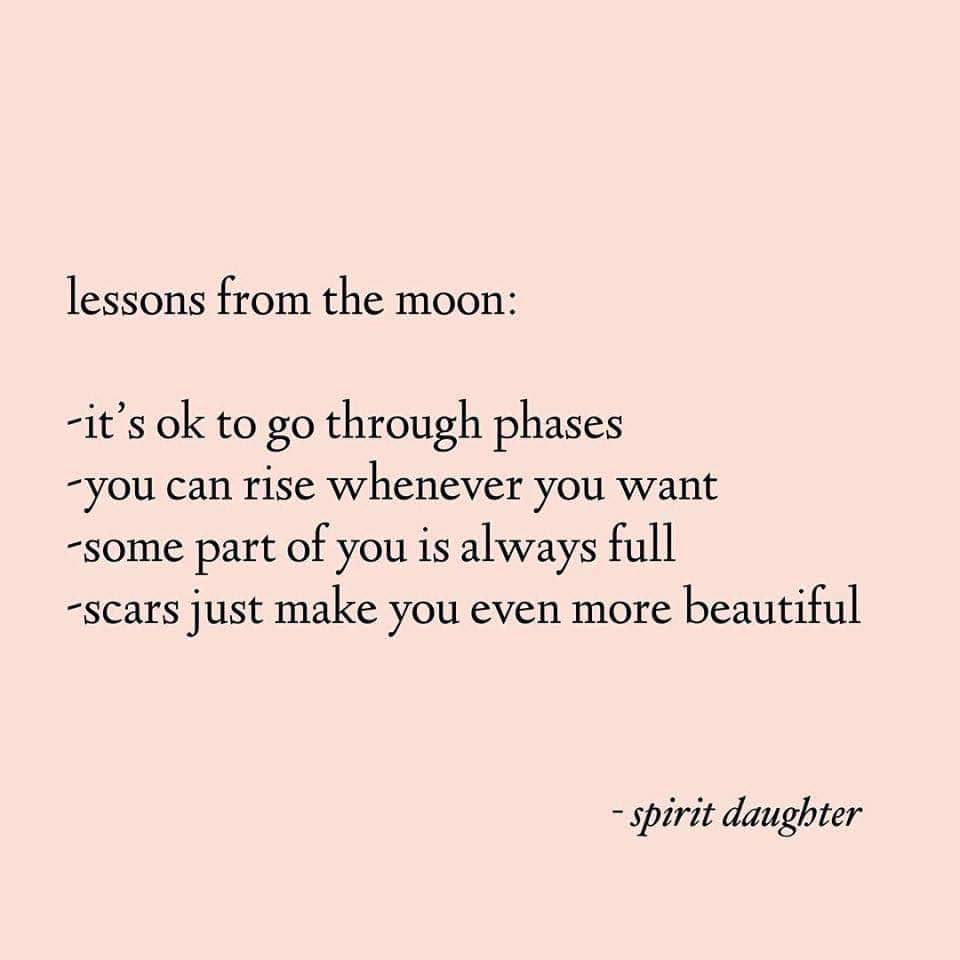 lessons from the moon:
-it's ok to go through phases
-you can rise whenever you want
-some part of you is always full
-scars just make you even more beautiful
- spirit daughter